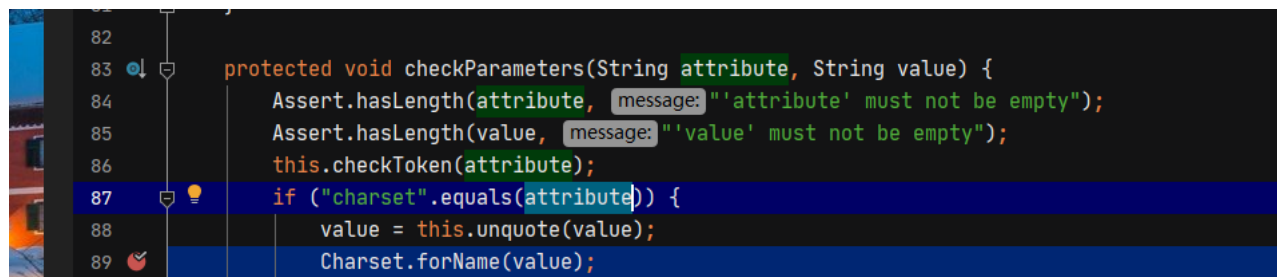 82
83 protected void checkParameters(String attribute, String value) {
84 Assert.hasLength(attribute, message: "'attribute' must not be empty");
85 Assert.hasLength(value, message: "'value' must not be empty");
86 this.checkToken(attribute);
87 if ("charset".equals(attribute)) {
88 value = this.unquote(value);
89 Charset.forName(value);